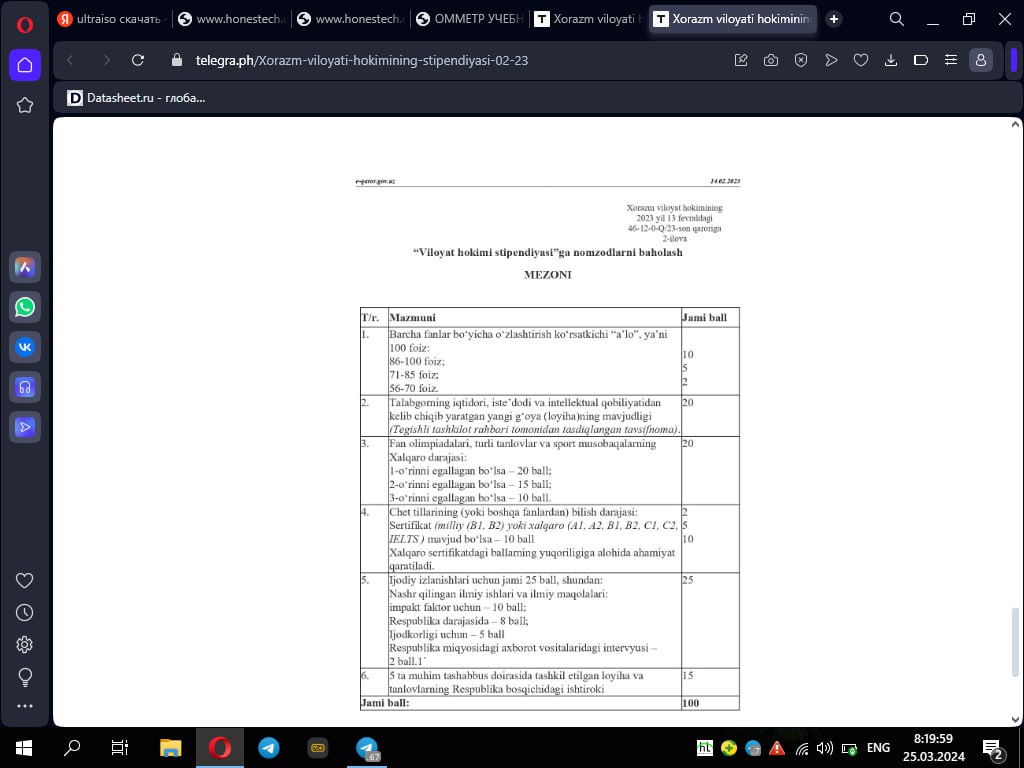 ultraiso скачать -
www.honestech.c
www.honestech.c
ОММЕТР УЧЕБН
Xorazm viloyati h
Xorazm viloyati hokiminin
telegra.ph/Xorazm-viloyati-hokimining-stipendiyasi-02-23
Datasheet.ru - глоба...
e-qaror.gov.uz 14.02.2023
Xorazm viloyat hokimining
2023 yil 13 fevraldagi
46-12-0-Q/23-son qaroriga
2-ilova
“Viloyat hokimi stipendiyasi”ga nomzodlarni baholash
MEZONI
T/r. Mazmuni Jami ball
1. Barcha fanlar bo‘yicha o‘zlashtirish ko‘rsatkichi “a’lo”, ya’ni
100 foiz:
86-100 foiz; 10
71-85 foiz; 5
56-70 foiz. 2
2. Talabgorning iqtidori, iste’dodi va intellektual qobiliyatidan 20
kelib chiqib yaratgan yangi g‘oya (loyiha)ning mavjudligi
(Tegishli tashkilot rahbari tomonidan tasdiqlangan tavsifnoma).
3. Fan olimpiadalari, turli tanlovlar va sport musobaqalarning 20
Xalqaro darajasi:
1-o‘rinni egallagan bo‘lsa – 20 ball;
2-o‘rinni egallagan bo‘lsa – 15 ball;
3-o‘rinni egallagan bo‘lsa – 10 ball.
4. Chet tillarining (yoki boshqa fanlardan) bilish darajasi: 2
Sertifikat (milliy (B1, B2) yoki xalqaro (A1, A2, B1, B2, C1, C2, 5
IELTS ) mavjud bo‘lsa – 10 ball 10
Xalqaro sertifikatdagi ballarning yuqoriligiga alohida ahamiyat
qaratiladi.
5. Ijodiy izlanishlari uchun jami 25 ball, shundan: 25
Nashr qilingan ilmiy ishlari va ilmiy maqolalari:
impakt faktor uchun – 10 ball;
Respublika darajasida – 8 ball;
Ijodkorligi uchun – 5 ball
Respublika miqyosidagi axborot vositalaridagi intervyusi –
2 ball.1`
6. 5 ta muhim tashabbus doirasida tashkil etilgan loyiha va 15
tanlovlarning Respublika bosqichidagi ishtiroki
Jami ball: 100
.67
ENG
8:19:59
25.03.2024
2